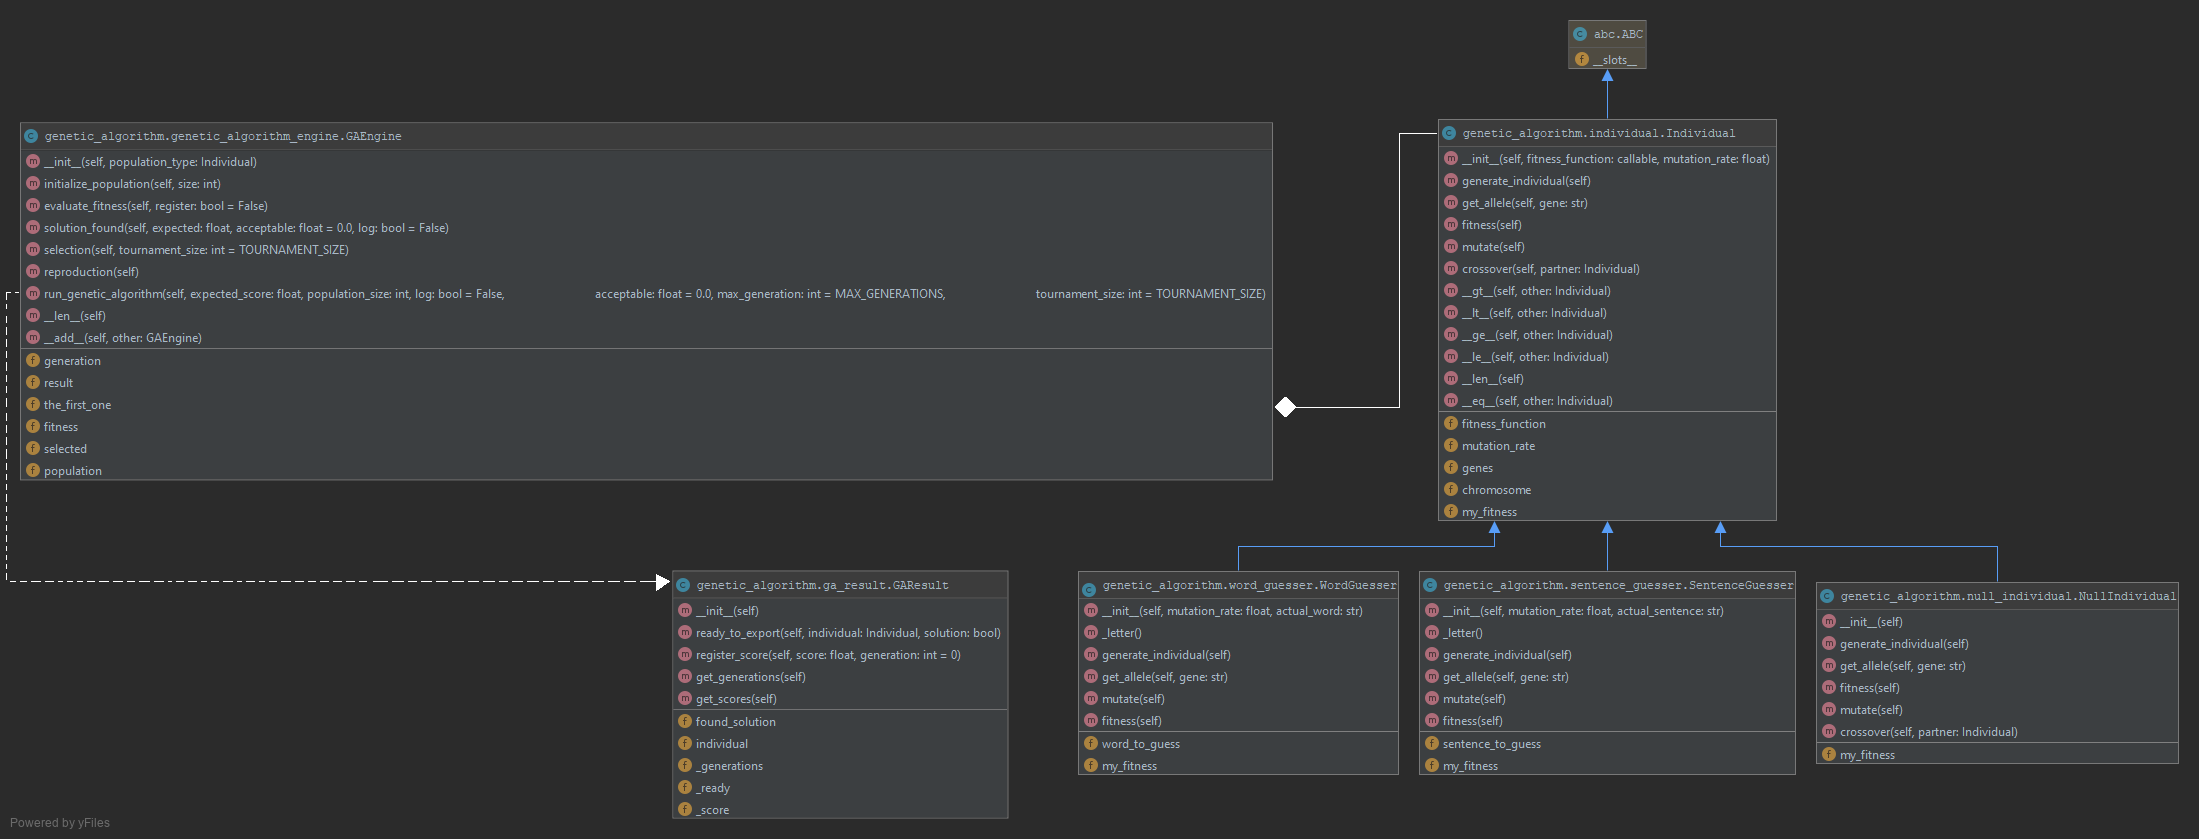 abc.ABC
__slots__
genetic_algorithm.genetic_algorithm_engine.GAEngine
__init__(self, population_type: Individual)
initialize_population(self, size: int)
evaluate_fitness(self, register: bool = False)
solution_found(self, expected: float, acceptable: float = 0.0, log: bool = False)
selection(self, tournament_size: int = TOURNAMENT_SIZE)
reproduction(self)
run_genetic_algorithm(self, expected_score: float, population_size: int, log: bool = False, acceptable: float = 0.0, max_generation: int = MAX_GENERATIONS, tournament_size: int = TOURNAMENT_SIZE)
__len__(self)
__add__(self, other: GAEngine)
generation
result
the_first_one
fitness
selected
population
genetic_algorithm.individual.Individual
__init__(self, fitness_function: callable, mutation_rate: float)
generate_individual(self)
get_allele(self, gene: str)
fitness(self)
mutate(self)
crossover(self, partner: Individual)
__gt__(self, other: Individual)
__lt__(self, other: Individual)
__ge__(self, other: Individual)
__le__(self, other: Individual)
__len__(self)
__eq__(self, other: Individual)
fitness_function
mutation_rate
genes
chromosome
my_fitness
genetic_algorithm.ga_result.GAResult
__init__(self)
ready_to_export(self, individual: Individual, solution: bool)
register_score(self, score: float, generation: int = 0)
get_generations(self)
get_scores(self)
found_solution
individual
_generations
_ready
_score
genetic_algorithm.word_guesser.WordGuesser
__init__(self, mutation_rate: float, actual_word: str)
_letter()
generate_individual(self)
get_allele(self, gene: str)
mutate(self)
fitness(self)
word_to_guess
my_fitness
genetic_algorithm.sentence_guesser.SentenceGuesser
__init__(self, mutation_rate: float, actual_sentence: str)
_letter()
generate_individual(self)
get_allele(self, gene: str)
mutate(self)
fitness(self)
sentence_to_guess
my_fitness
genetic_algorithm.null_individual.NullIndividual
__init__(self)
generate_individual(self)
get_allele(self, gene: str)
fitness(self)
mutate(self)
crossover(self, partner: Individual)
my_fitness
Powered by yFiles